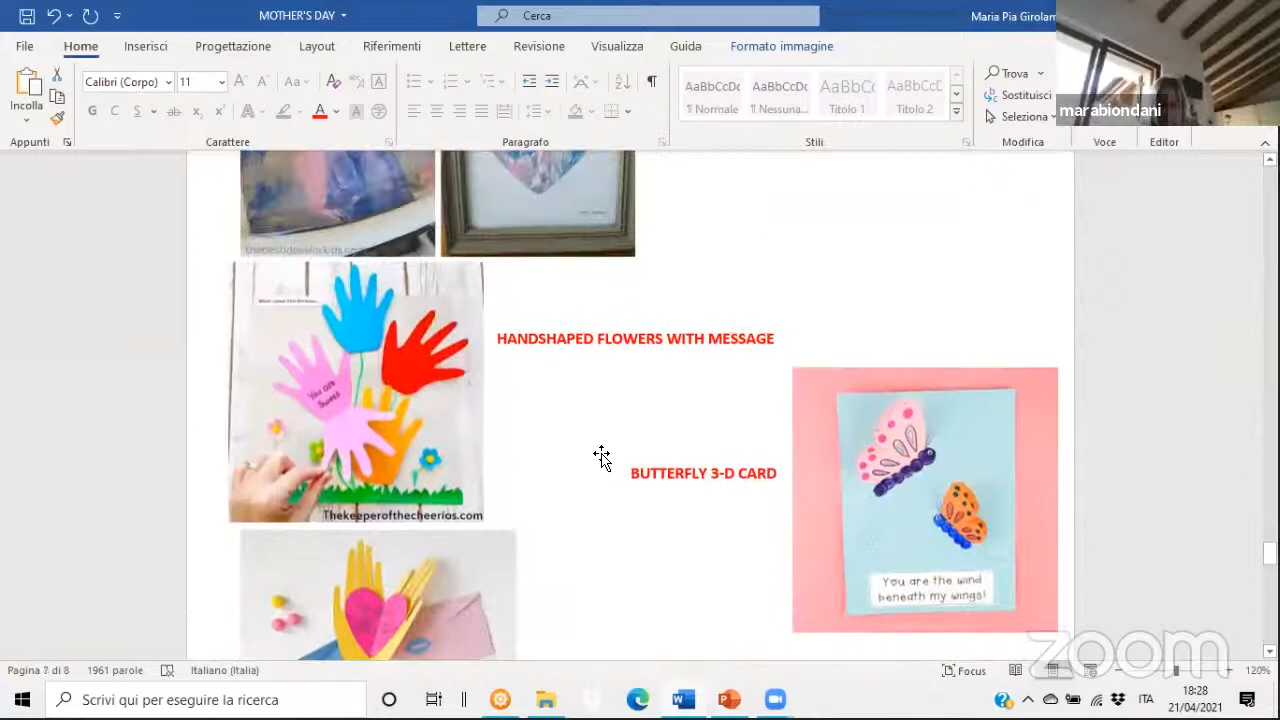 MOTHER'S DAY
Cerca
Maria Pia Girolam
File Home Inserisci Progettazione Layout Riferimenti Lettere Revisione Visualizza Guida Formato immagine
Incolla
Calibri (Corpo) 11
Aa
G C S ab x x
AaBbCcDc AaBbCcDc AaBbCc AaBbCcC
¶ Normale ¶ Nessuna... Titolo 1 Titolo 2
Trova
Sostituisci
Seleziona
marabiondani
Appunti Carattere Paragrafo Stili Modifica Voce Editor
HANDSHAPED FLOWERS WITH MESSAGE
You are
Sweet
BUTTERFLY 3-D CARD
Thekeeperofthecheerios.com
You are the wind
beneath my wings!
zoom
Pagina 7 di 8 1961 parole Italiano (Italia) Focus 120%
Scrivi qui per eseguire la ricerca
ITA
18:28
21/04/2021